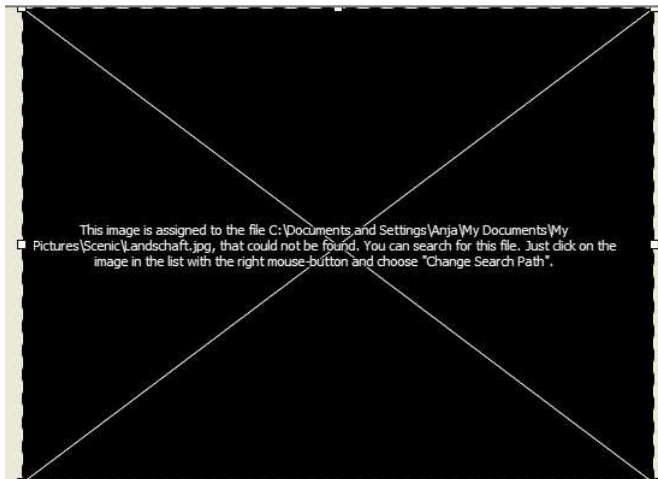 This image is assigned to the file C:\Documents and Settings\Anja\My Documents\My
Pictures\Scenic\Landschaft.jpg, that could not be found. You can search for this file. Just click on the
image in the list with the right mouse-button and choose "Change Search Path".